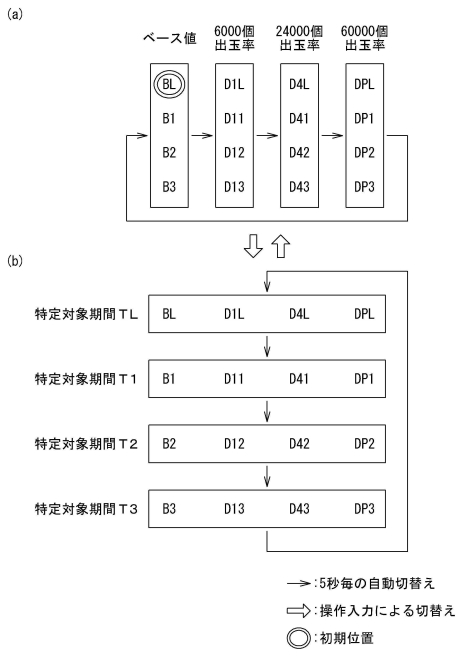 (a)
ベース値
6000個
出玉率
24000個
出玉率
60000個
出玉率
BL D1L D4L DPL
B1 D11 D41 DP1
B2 D12 D42 DP2
B3 D13 D43 DP3
(b)
特定対象期間TL BL D1L D4L DPL
特定対象期間T1 B1 D11 D41 DP1
特定対象期間T2 B2 D12 D42 DP2
特定対象期間T3 B3 D13 D43 DP3
:5秒毎の自動切替え
:操作入力による切替え
:初期位置